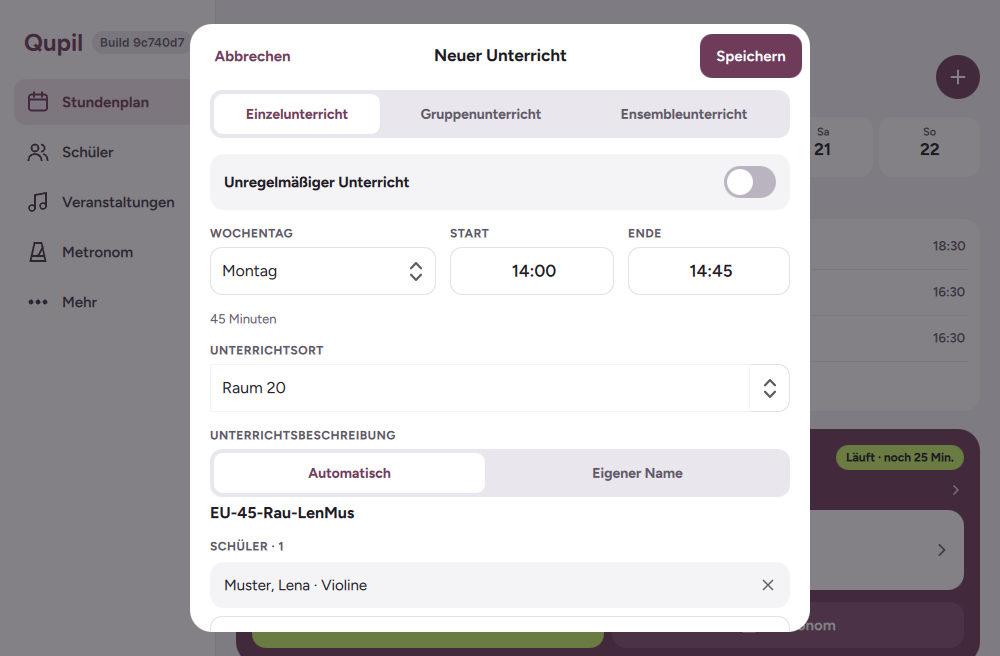 Qupil Build 9c740d7
Stundenplan
Schüler
Veranstaltungen
Metronom
Mehr
Abbrechen Neuer Unterricht Speichern
Einzelunterricht Gruppenunterricht Ensembleunterricht
Unregelmäßiger Unterricht
WOCHENTAG START ENDE
Montag 14:00 14:45
45 Minuten
UNTERRICHTSORT
Raum 20
UNTERRICHTSBESCHREIBUNG
Automatisch Eigener Name
EU-45-Rau-LenMus
SCHÜLER · 1
Muster, Lena · Violine
Sa So
21 22
18:30
16:30
16:30
Läuft · noch 25 Min.